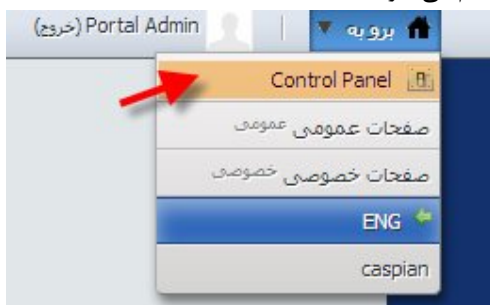 برو به
Portal Admin (خروج)
Control Panel
صفحات عمومی عمومی
صفحات خصوصی خصوصی
ENG
caspian